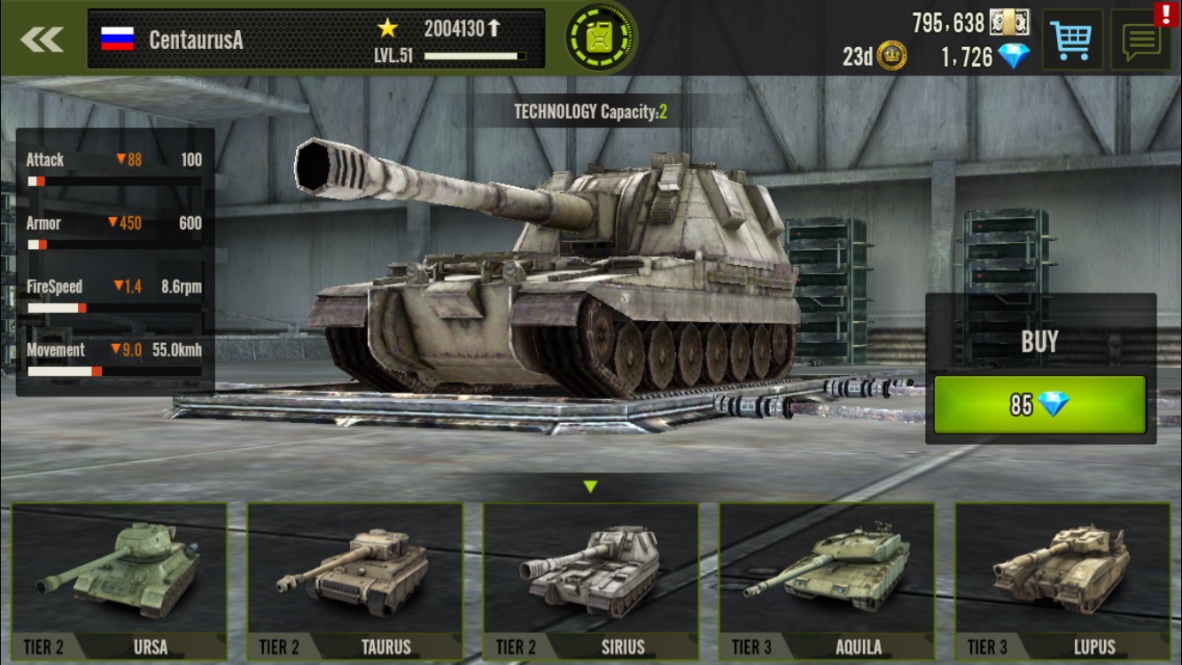 CentaurusA
2004130
LVL.51
795,638
23d
1,726
!
TECHNOLOGY Capacity:2
Attack ▼88 100
Armor ▼450 600
FireSpeed ▼1.4 8.6rpm
Movement ▼9.0 55.0kmh
BUY
85
TIER 2 URSA
TIER 2 TAURUS
TIER 2 SIRIUS
TIER 3 AQUILA
TIER 3 LUPUS